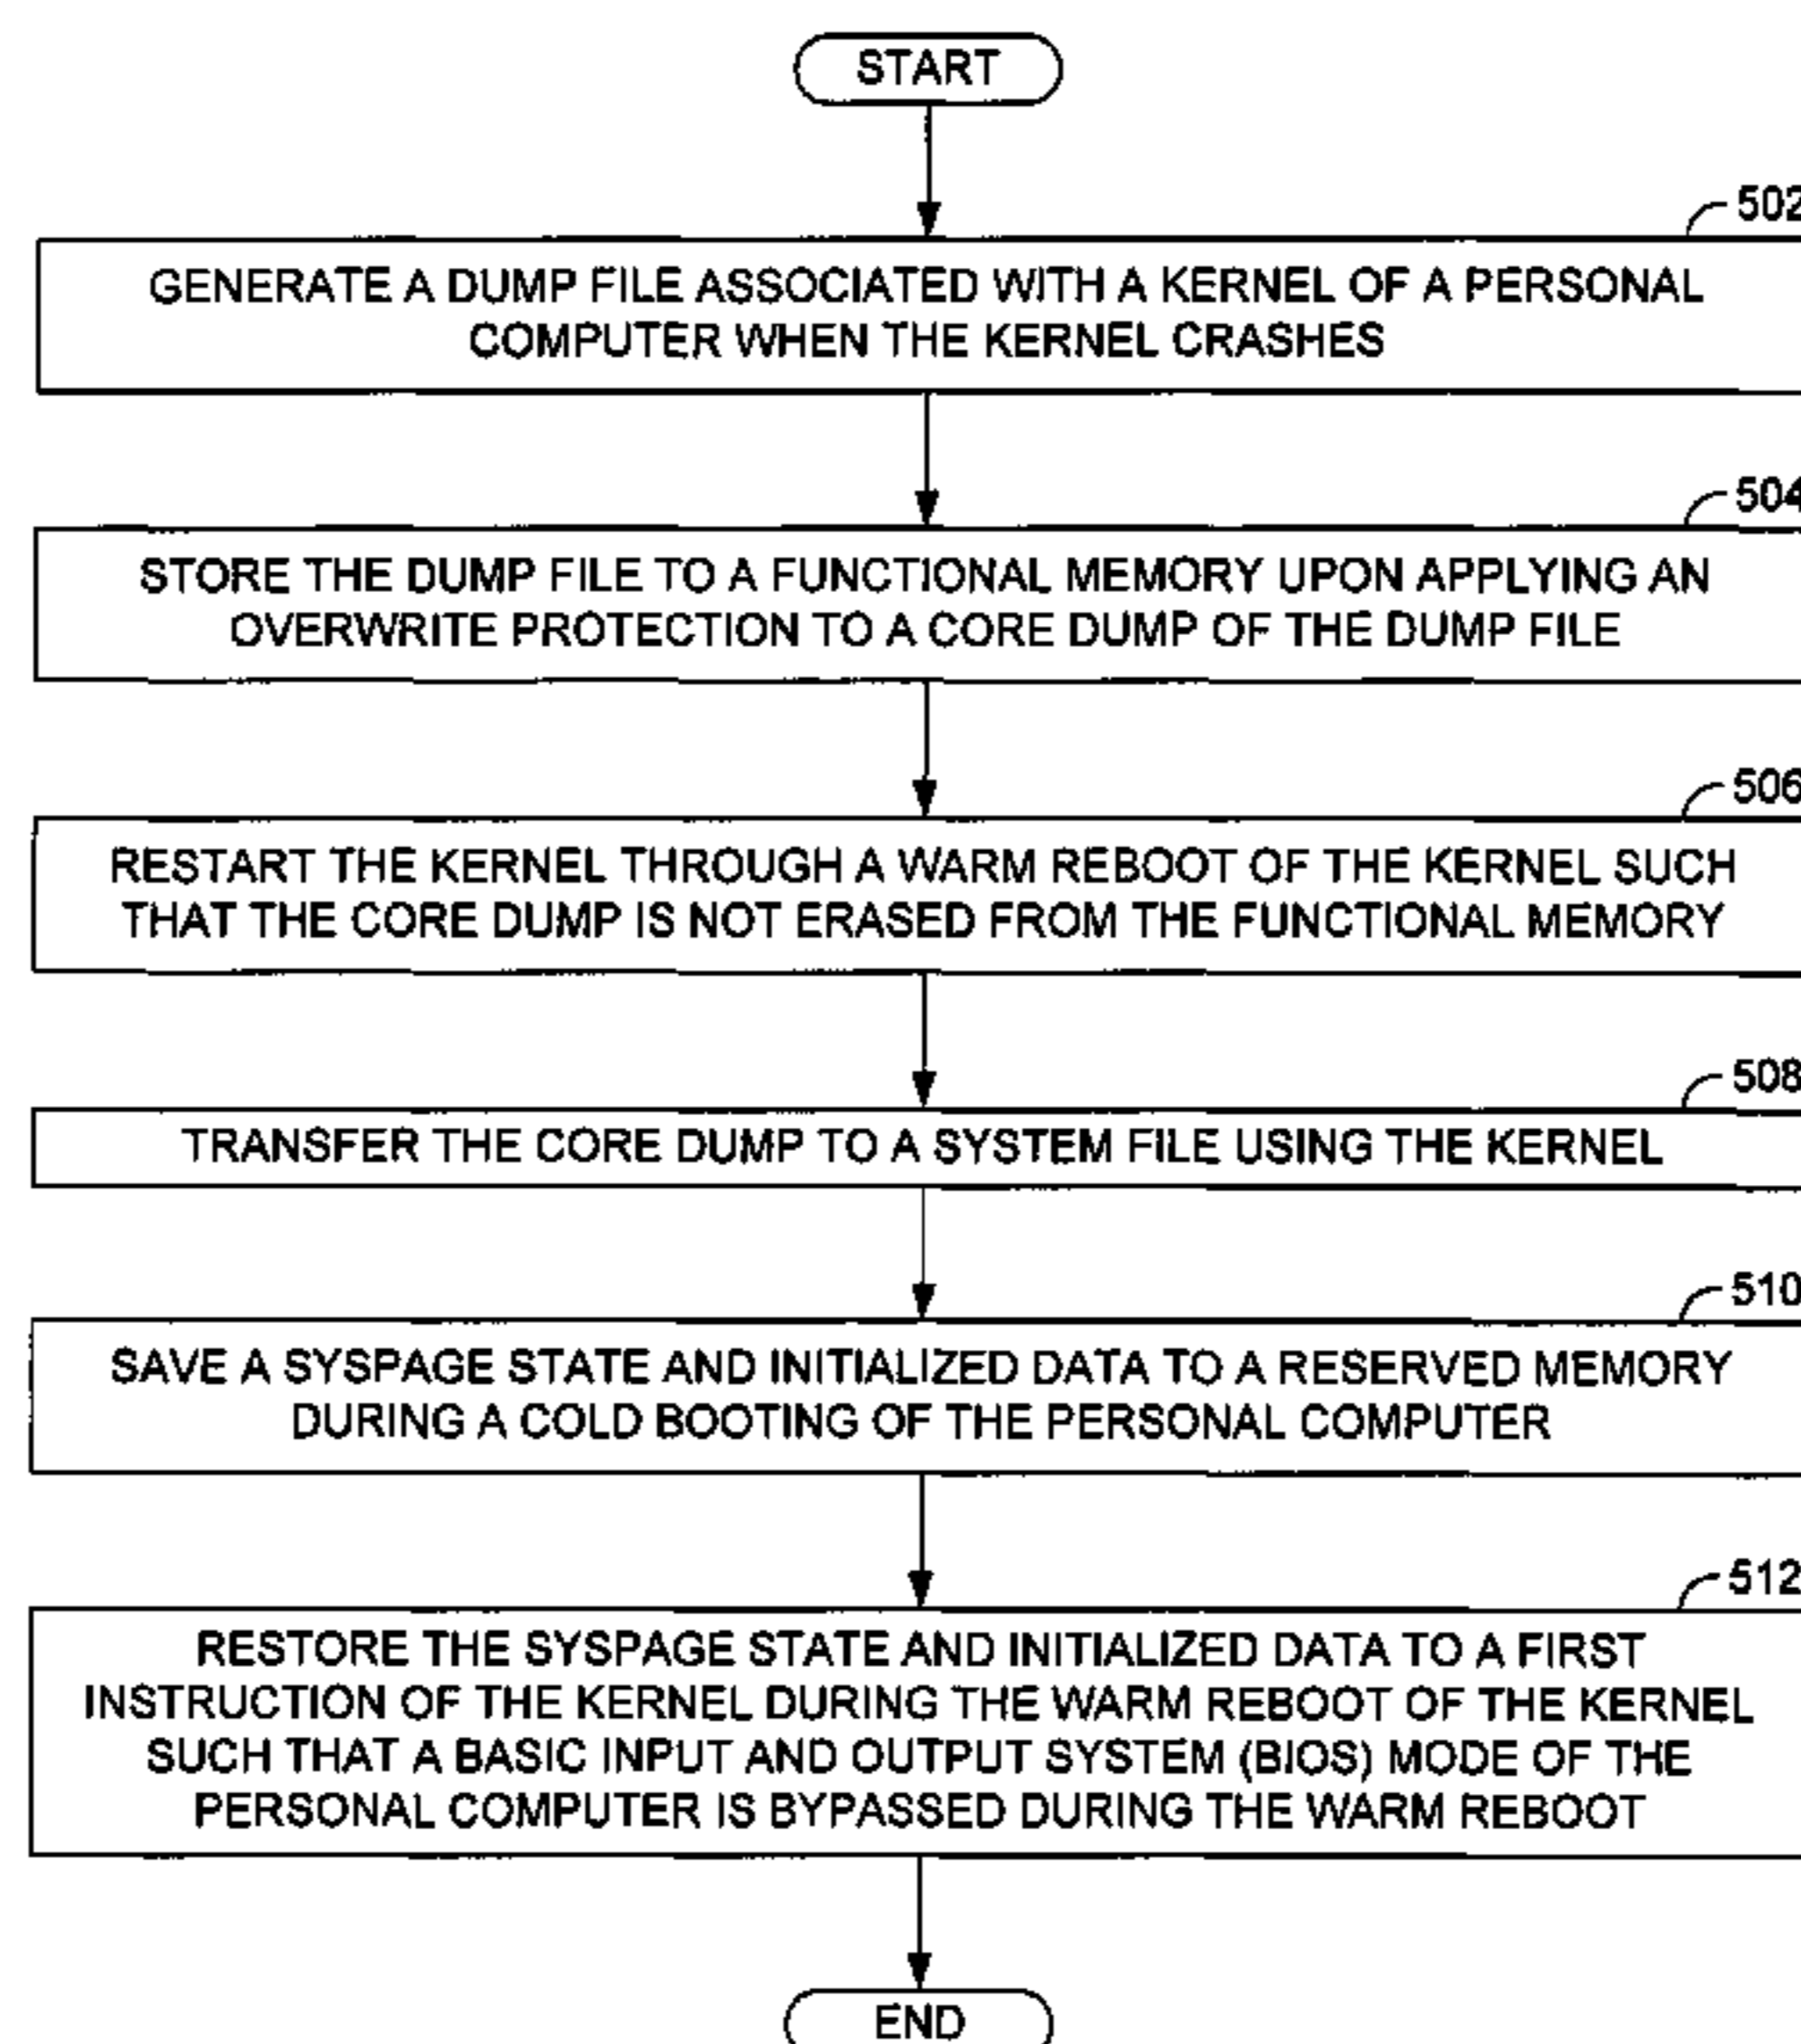 START
502
GENERATE A DUMP FILE ASSOCIATED WITH A KERNEL OF A PERSONAL
COMPUTER WHEN THE KERNEL CRASHES
504
STORE THE DUMP FILE TO A FUNCTIONAL MEMORY UPON APPLYING AN
OVERWRITE PROTECTION TO A CORE DUMP OF THE DUMP FILE
506
RESTART THE KERNEL THROUGH A WARM REBOOT OF THE KERNEL SUCH
THAT THE CORE DUMP IS NOT ERASED FROM THE FUNCTIONAL MEMORY
508
TRANSFER THE CORE DUMP TO A SYSTEM FILE USING THE KERNEL
510
SAVE A SYSPAGE STATE AND INITIALIZED DATA TO A RESERVED MEMORY
DURING A COLD BOOTING OF THE PERSONAL COMPUTER
512
RESTORE THE SYSPAGE STATE AND INITIALIZED DATA TO A FIRST
INSTRUCTION OF THE KERNEL DURING THE WARM REBOOT OF THE KERNEL
SUCH THAT A BASIC INPUT AND OUTPUT SYSTEM (BIOS) MODE OF THE
PERSONAL COMPUTER IS BYPASSED DURING THE WARM REBOOT
END